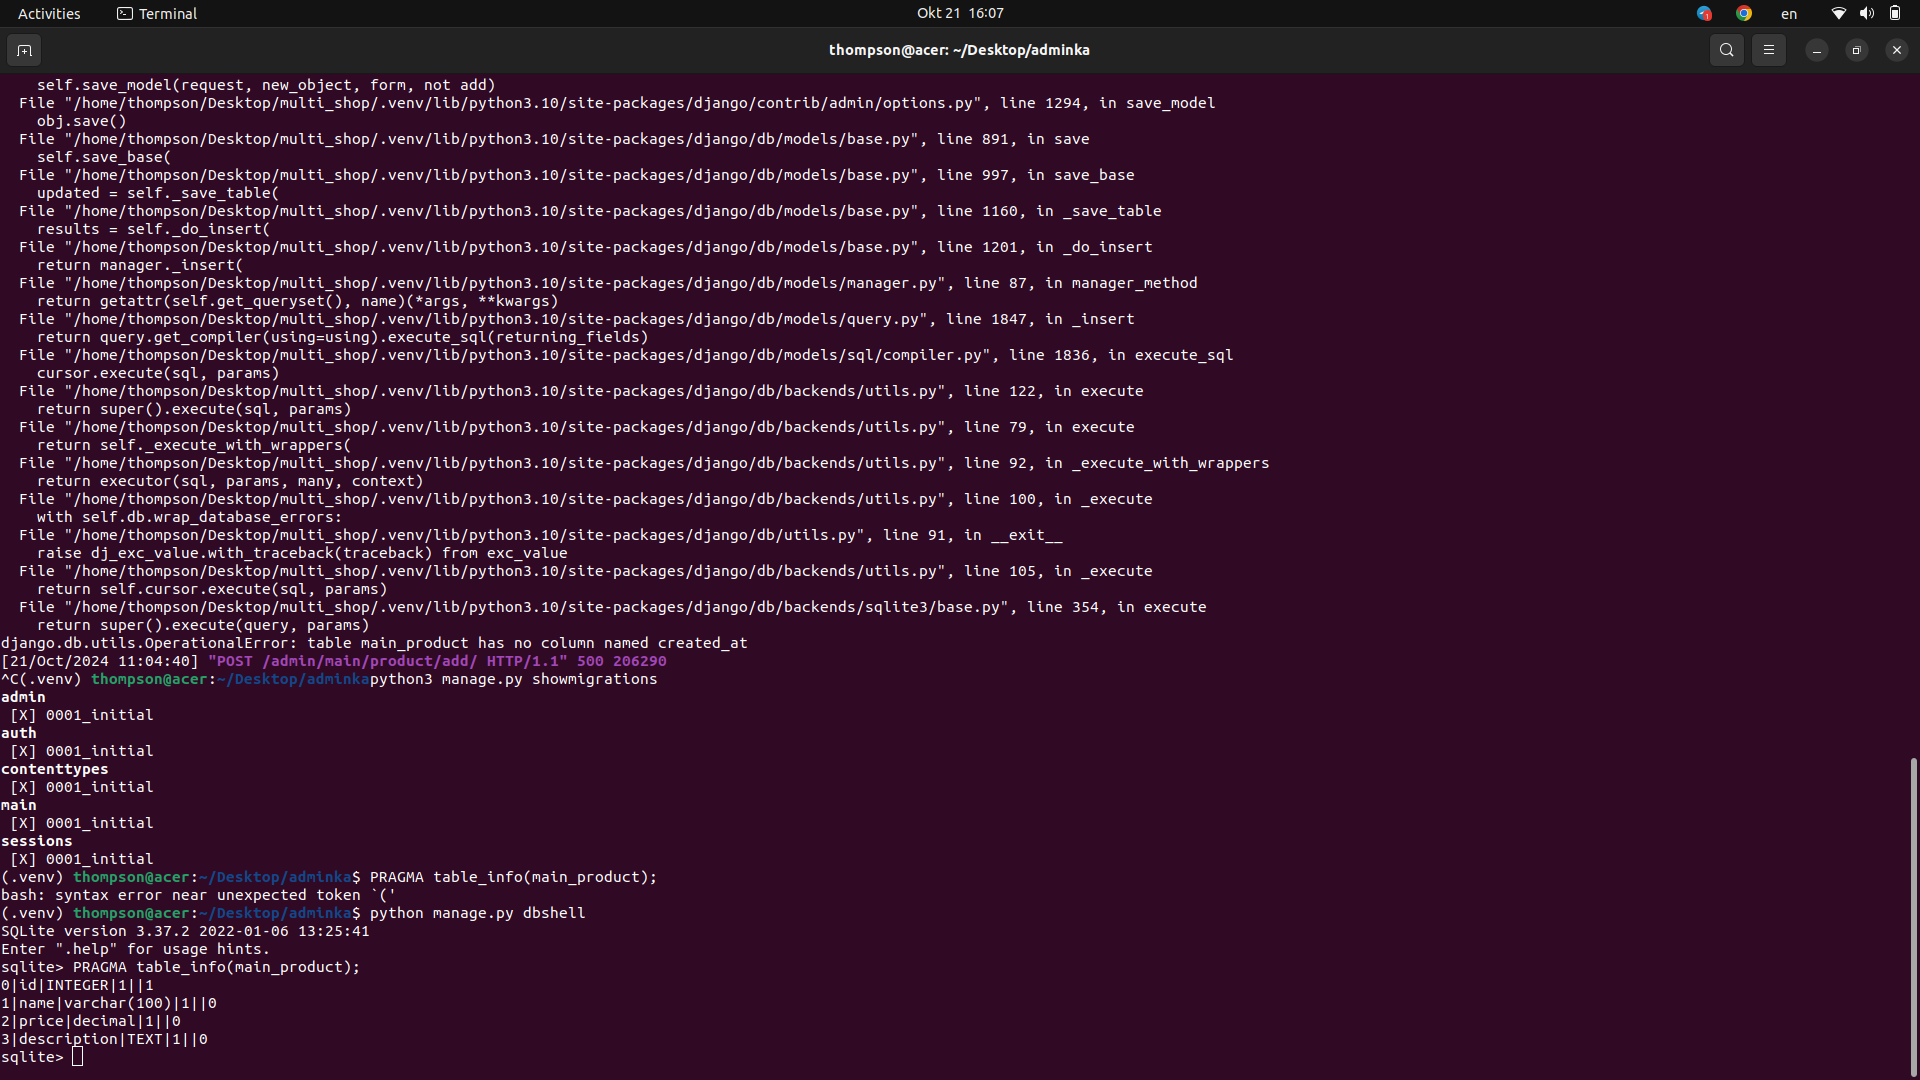 Activities
Terminal
Okt 21 16:07
en
thompson@acer: ~/Desktop/adminka
self.save_model(request, new_object, form, not add)
File "/home/thompson/Desktop/multi_shop/.venv/lib/python3.10/site-packages/django/contrib/admin/options.py", line 1294, in save_model
obj.save()
File "/home/thompson/Desktop/multi_shop/.venv/lib/python3.10/site-packages/django/db/models/base.py", line 891, in save
self.save_base(
File "/home/thompson/Desktop/multi_shop/.venv/lib/python3.10/site-packages/django/db/models/base.py", line 997, in save_base
updated = self._save_table(
File "/home/thompson/Desktop/multi_shop/.venv/lib/python3.10/site-packages/django/db/models/base.py", line 1160, in _save_table
results = self._do_insert(
File "/home/thompson/Desktop/multi_shop/.venv/lib/python3.10/site-packages/django/db/models/base.py", line 1201, in _do_insert
return manager._insert(
File "/home/thompson/Desktop/multi_shop/.venv/lib/python3.10/site-packages/django/db/models/manager.py", line 87, in manager_method
return getattr(self.get_queryset(), name)(*args, **kwargs)
File "/home/thompson/Desktop/multi_shop/.venv/lib/python3.10/site-packages/django/db/models/query.py", line 1847, in _insert
return query.get_compiler(using=using).execute_sql(returning_fields)
File "/home/thompson/Desktop/multi_shop/.venv/lib/python3.10/site-packages/django/db/models/sql/compiler.py", line 1836, in execute_sql
cursor.execute(sql, params)
File "/home/thompson/Desktop/multi_shop/.venv/lib/python3.10/site-packages/django/db/backends/utils.py", line 122, in execute
return super().execute(sql, params)
File "/home/thompson/Desktop/multi_shop/.venv/lib/python3.10/site-packages/django/db/backends/utils.py", line 79, in execute
return self._execute_with_wrappers(
File "/home/thompson/Desktop/multi_shop/.venv/lib/python3.10/site-packages/django/db/backends/utils.py", line 92, in _execute_with_wrappers
return executor(sql, params, many, context)
File "/home/thompson/Desktop/multi_shop/.venv/lib/python3.10/site-packages/django/db/backends/utils.py", line 100, in _execute
with self.db.wrap_database_errors:
File "/home/thompson/Desktop/multi_shop/.venv/lib/python3.10/site-packages/django/db/utils.py", line 91, in __exit__
raise dj_exc_value.with_traceback(traceback) from exc_value
File "/home/thompson/Desktop/multi_shop/.venv/lib/python3.10/site-packages/django/db/backends/utils.py", line 105, in _execute
return self.cursor.execute(sql, params)
File "/home/thompson/Desktop/multi_shop/.venv/lib/python3.10/site-packages/django/db/backends/sqlite3/base.py", line 354, in execute
return super().execute(query, params)
django.db.utils.OperationalError: table main_product has no column named created_at
[21/Oct/2024 11:04:40] "POST /admin/main/product/add/ HTTP/1.1" 500 206290
^C(.venv) thompson@acer:~/Desktop/adminkapython3 manage.py showmigrations
admin
[X] 0001_initial
auth
[X] 0001_initial
contenttypes
[X] 0001_initial
main
[X] 0001_initial
sessions
[X] 0001_initial
(.venv) thompson@acer:~/Desktop/adminka$ PRAGMA table_info(main_product);
bash: syntax error near unexpected token `('
(.venv) thompson@acer:~/Desktop/adminka$ python manage.py dbshell
SQLite version 3.37.2 2022-01-06 13:25:41
Enter ".help" for usage hints.
sqlite> PRAGMA table_info(main_product);
0|id|INTEGER|1||1
1|name|varchar(100)|1||0
2|price|decimal|1||0
3|description|TEXT|1||0
sqlite>